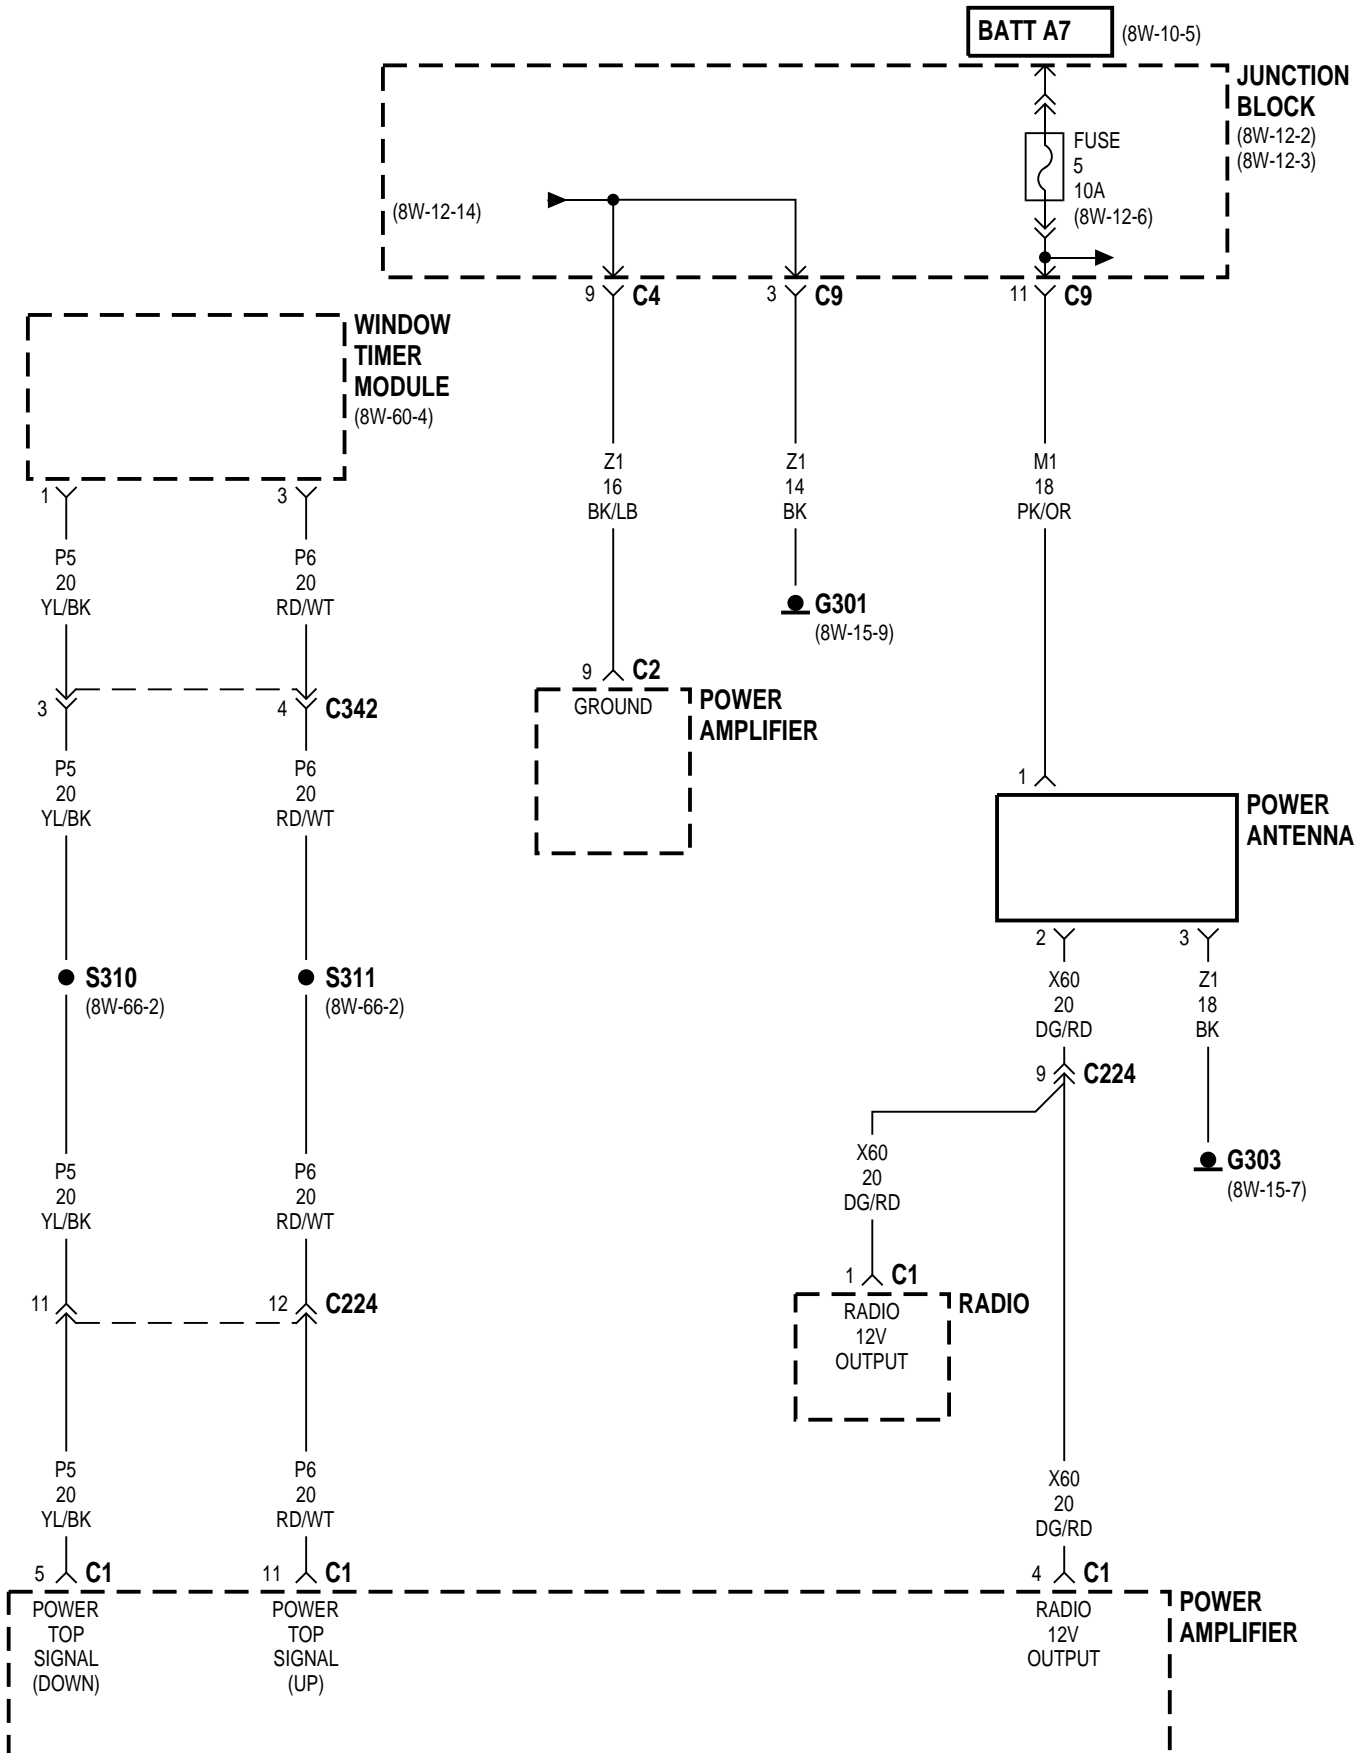 BATT A7
(8W-10-5)
JUNCTION
BLOCK
(8W-12-2)
(8W-12-3)
FUSE
5
10A
(8W-12-6)
(8W-12-14)
9 C4
3 C9
11 C9
WINDOW
TIMER
MODULE
(8W-60-4)
1
3
Z1
16
BK/LB
Z1
14
BK
M1
18
PK/OR
P5
20
YL/BK
P6
20
RD/WT
G301
(8W-15-9)
9 C2
GROUND
POWER
AMPLIFIER
3
4 C342
P5
20
YL/BK
P6
20
RD/WT
1
POWER
ANTENNA
2
3
S310
(8W-66-2)
S311
(8W-66-2)
X60
20
DG/RD
Z1
18
BK
9 C224
X60
20
DG/RD
G303
(8W-15-7)
P5
20
YL/BK
P6
20
RD/WT
1 C1
RADIO
RADIO
12V
OUTPUT
11
12 C224
P5
20
YL/BK
P6
20
RD/WT
X60
20
DG/RD
5 C1
11 C1
4 C1
POWER
TOP
SIGNAL
(DOWN)
POWER
TOP
SIGNAL
(UP)
RADIO
12V
OUTPUT
POWER
AMPLIFIER